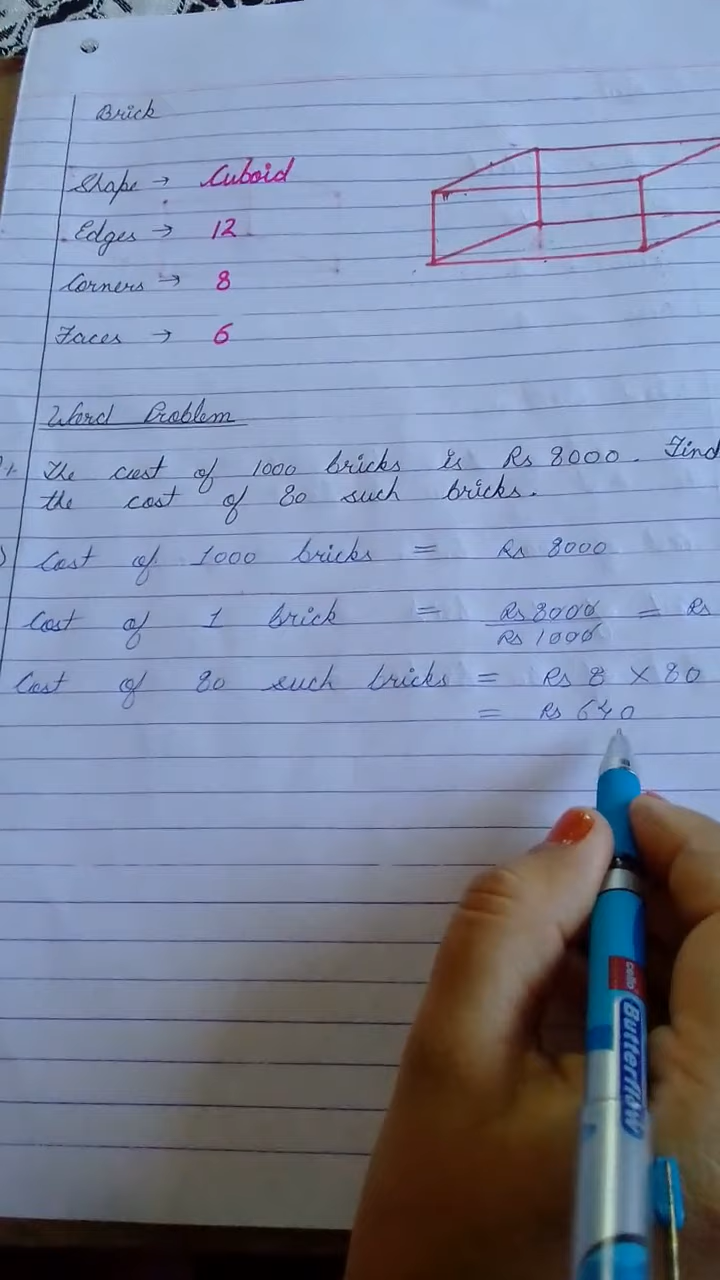 Brick
Shape → Cuboid
Edges → 12
Corners → 8
Faces → 6
Word Problem
The cost of 1000 bricks is Rs 8000. Find
the cost of 80 such bricks.
Cost of 1000 bricks = Rs 8000
Cost of 1 brick = Rs 8000 = Rs
Rs 1000
Cost of 80 such bricks = Rs 8 × 80
= Rs 640
cello
Butterflow